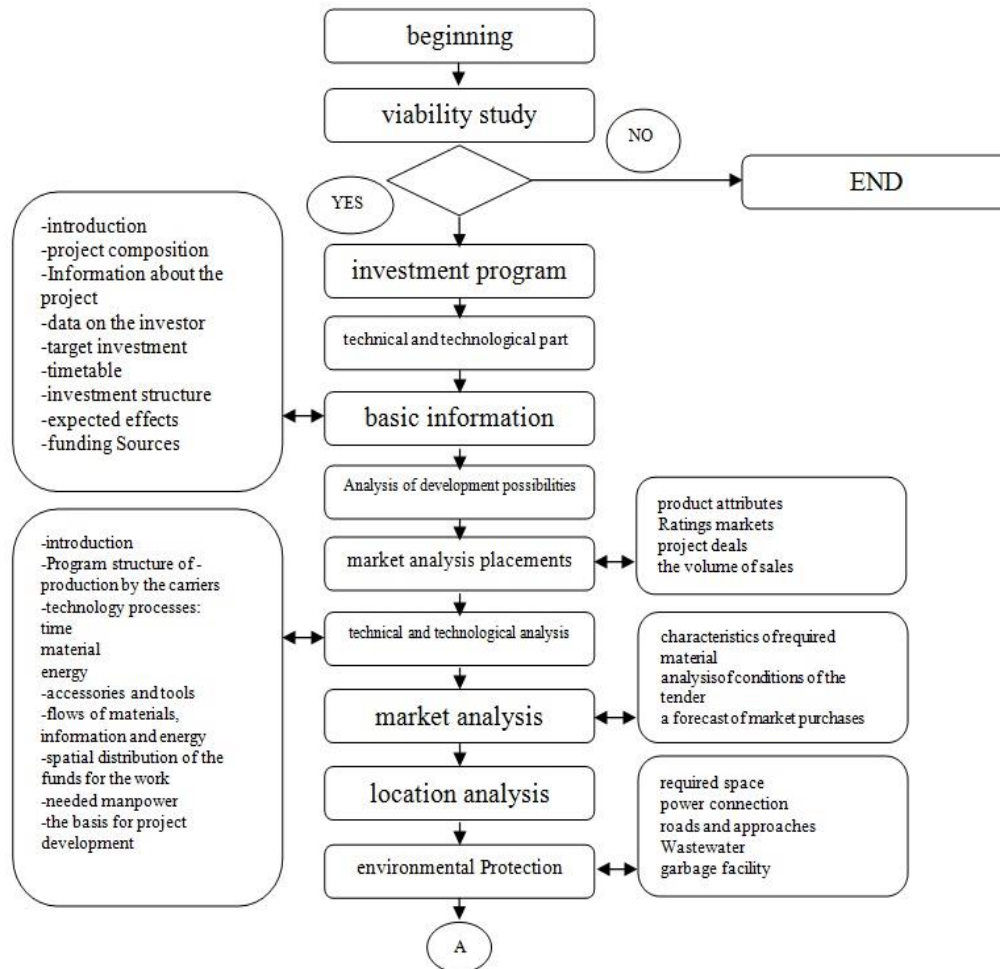 beginning
viability study
NO
END
YES
-introduction
-project composition
-Information about the
project
-data on the investor
-target investment
-timetable
-investment structure
-expected effects
-funding Sources
investment program
technical and technological part
basic information
Analysis of development possibilities
market analysis placements
product attributes
Ratings markets
project deals
the volume of sales
-introduction
-Program structure of -
production by the carriers
-technology processes:
time
material
energy
-accessories and tools
-flows of materials,
information and energy
-spatial distribution of the
funds for the work
-needed manpower
-the basis for project
development
technical and technological analysis
market analysis
characteristics of required
material
analysisof conditions of the
tender
a forecast of market purchases
location analysis
environmental Protection
required space
power connection
roads and approaches
Wastewater
garbage facility
A